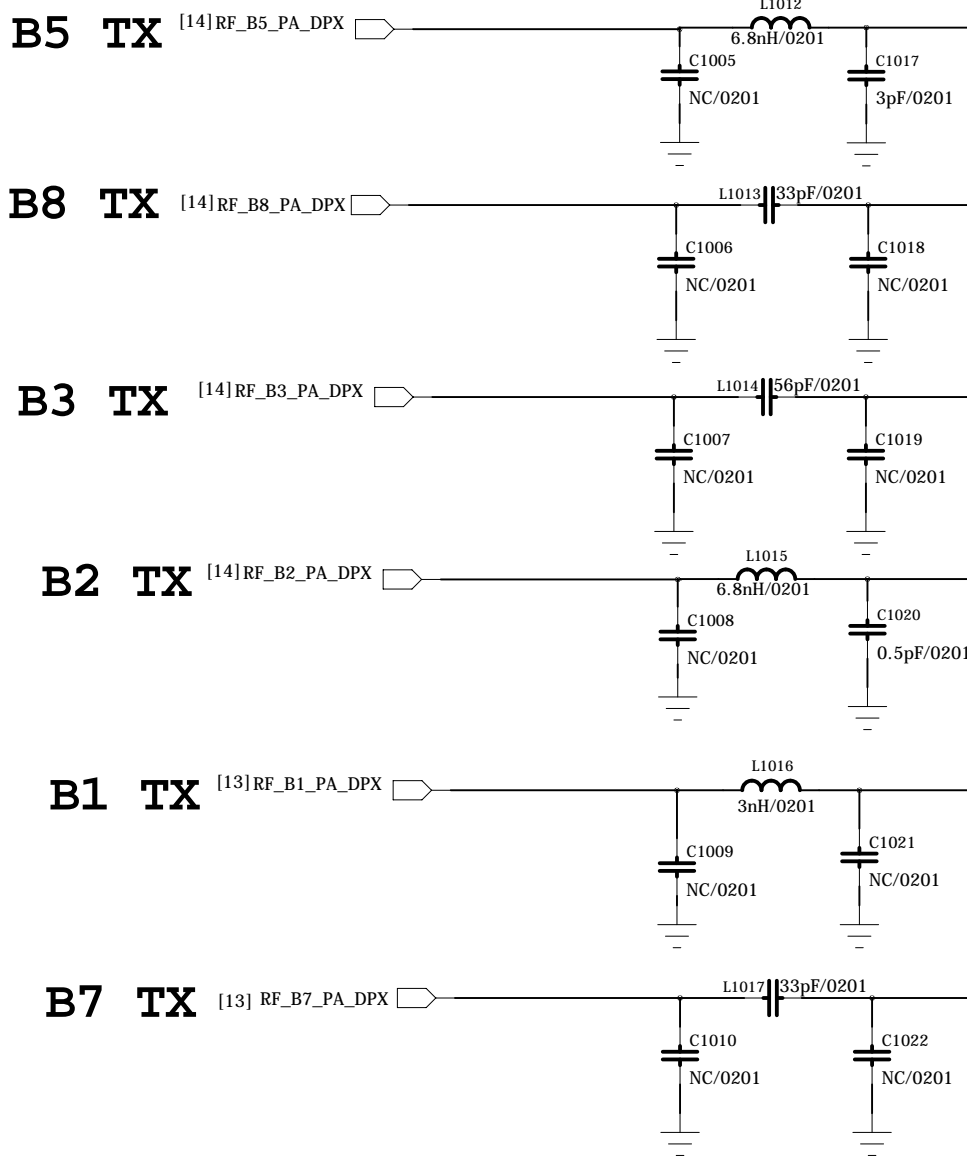 B5 TX [14] RF_B5_PA_DPX
L1012
6.8nH/0201
C1005
NC/0201
C1017
3pF/0201
B8 TX [14] RF_B8_PA_DPX
L1013 33pF/0201
C1006
NC/0201
C1018
NC/0201
B3 TX [14] RF_B3_PA_DPX
L1014 56pF/0201
C1007
NC/0201
C1019
NC/0201
B2 TX [14] RF_B2_PA_DPX
L1015
6.8nH/0201
C1008
NC/0201
C1020
0.5pF/0201
B1 TX [13] RF_B1_PA_DPX
L1016
3nH/0201
C1009
NC/0201
C1021
NC/0201
B7 TX [13] RF_B7_PA_DPX
L1017 33pF/0201
C1010
NC/0201
C1022
NC/0201